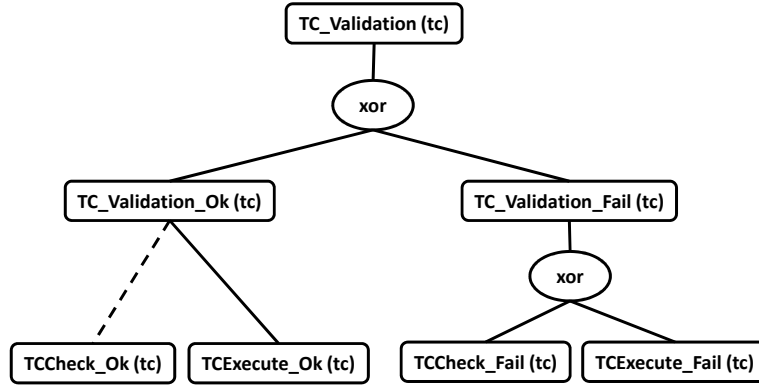 TC_Validation (tc)
xor
TC_Validation_Ok (tc)
TC_Validation_Fail (tc)
xor
TCCheck_Ok (tc)
TCExecute_Ok (tc)
TCCheck_Fail (tc)
TCExecute_Fail (tc)